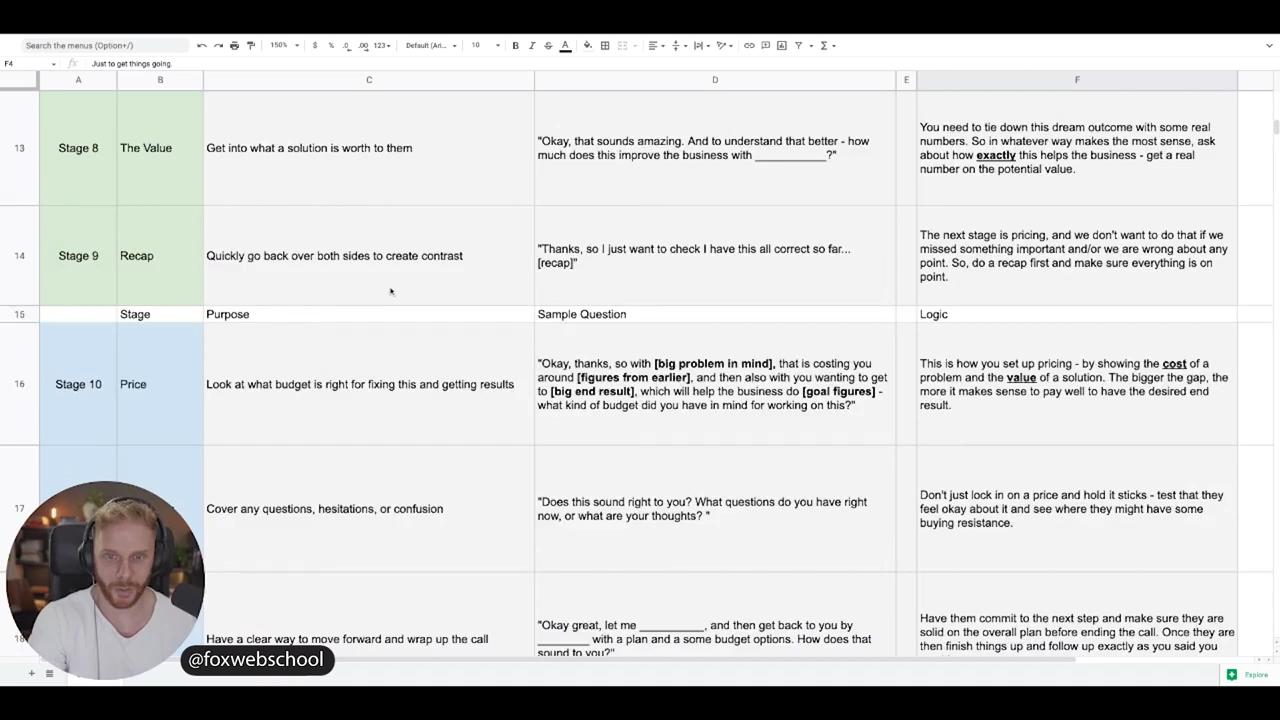 Search the menus (Option+/)
150%
$
%
.0
.00
123
Default (Ari...
10
B
I
S
A
F4
fx
Just to get things going.
A
B
C
D
E
F
13
Stage 8
The Value
Get into what a solution is worth to them
"Okay, that sounds amazing. And to understand that better - how
much does this improve the business with _____________?"
You need to tie down this dream outcome with some real
numbers. So in whatever way makes the most sense, ask
about how exactly this helps the business - get a real
number on the potential value.
14
Stage 9
Recap
Quickly go back over both sides to create contrast
"Thanks, so I just want to check I have this all correct so far...
[recap]"
The next stage is pricing, and we don't want to do that if we
missed something important and/or we are wrong about any
point. So, do a recap first and make sure everything is on
point.
15
Stage
Purpose
Sample Question
Logic
16
Stage 10
Price
Look at what budget is right for fixing this and getting results
"Okay, thanks, so with [big problem in mind], that is costing you
around [figures from earlier], and then also with you wanting to get
to [big end result], which will help the business do [goal figures] -
what kind of budget did you have in mind for working on this?"
This is how you set up pricing - by showing the cost of a
problem and the value of a solution. The bigger the gap, the
more it makes sense to pay well to have the desired end
result.
17
Cover any questions, hesitations, or confusion
"Does this sound right to you? What questions do you have right
now, or what are your thoughts? "
Don't just lock in on a price and hold it sticks - test that they
feel okay about it and see where they might have some
buying resistance.
18
Have a clear way to move forward and wrap up the call
"Okay great, let me ___________, and then get back to you by
_________ with a plan and a some budget options. How does that
sound to you?"
Have them commit to the next step and make sure they are
solid on the overall plan before ending the call. Once they are
then finish things up and follow up exactly as you said you
@foxwebschool
Explore